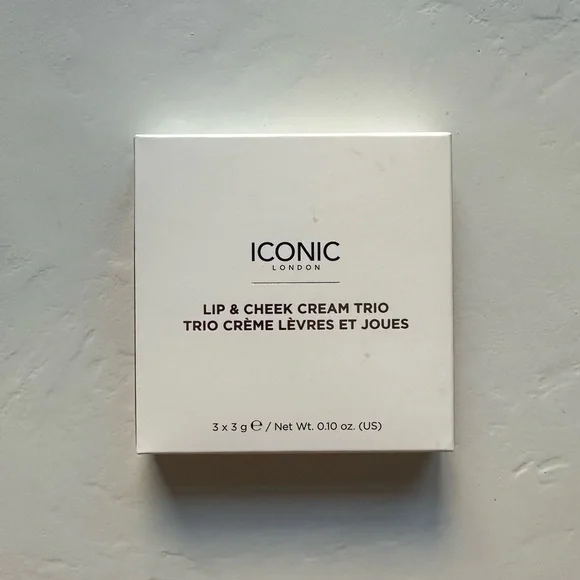 ICONIC
LONDON
LIP & CHEEK CREAM TRIO
TRIO CRÈME LÈVRES ET JOUES
3 x 3 g ℮ / Net Wt. 0.10 oz. (US)